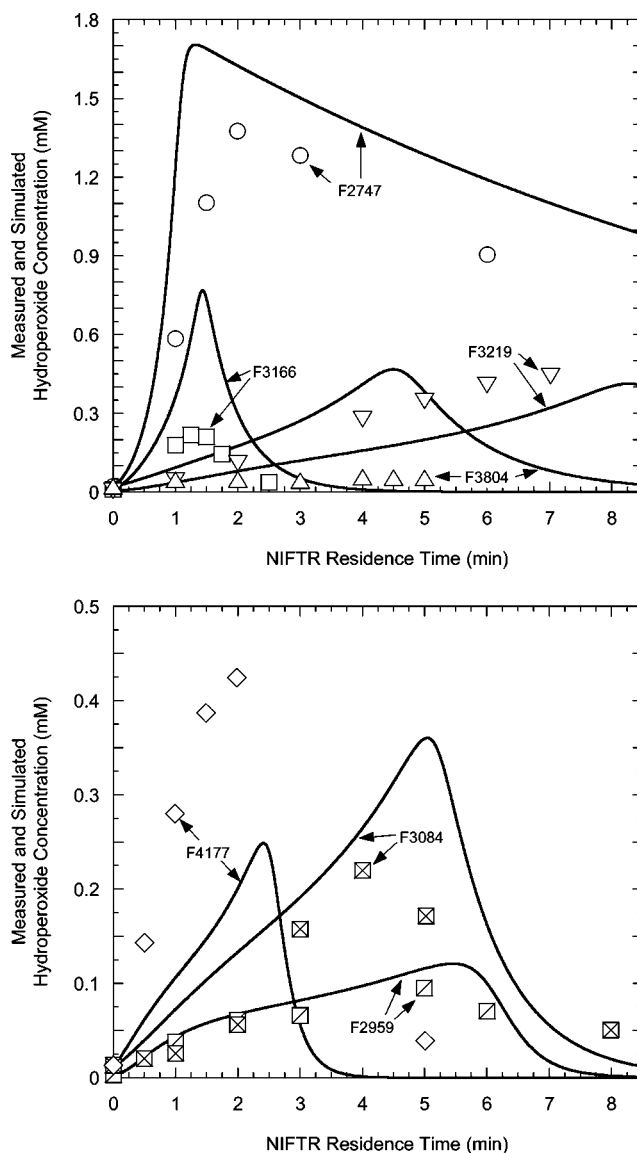 Measured and Simulated
Hydroperoxide Concentration (mM)
1.8
1.5
1.2
0.9
0.6
0.3
0
F2747
F3166
F3219
F3804
0 1 2 3 4 5 6 7 8
NIFTR Residence Time (min)
Measured and Simulated
Hydroperoxide Concentration (mM)
0.5
0.4
0.3
0.2
0.1
0
F4177
F3084
F2959
0 1 2 3 4 5 6 7 8
NIFTR Residence Time (min)